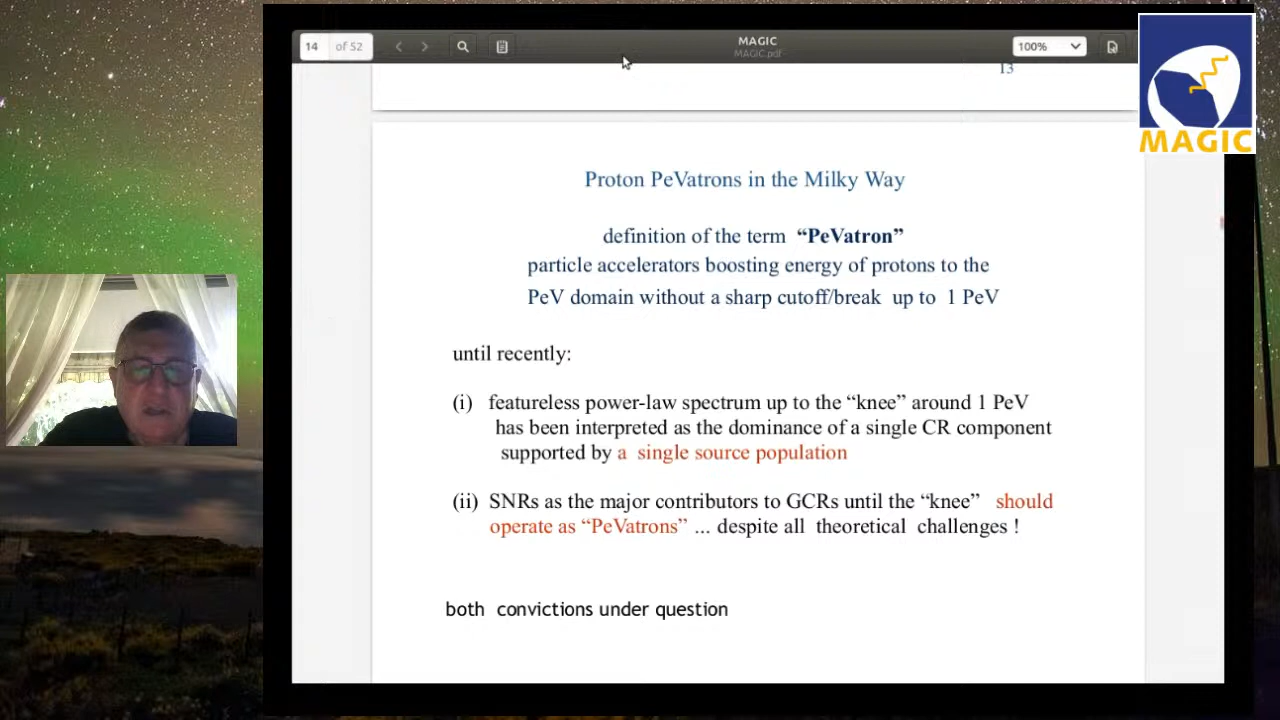 14 of 52
MAGIC
MAGIC.pdf
100%
MAGIC
13
Proton PeVatrons in the Milky Way
definition of the term “PeVatron”
particle accelerators boosting energy of protons to the
PeV domain without a sharp cutoff/break up to 1 PeV
until recently:
(i) featureless power-law spectrum up to the “knee” around 1 PeV
has been interpreted as the dominance of a single CR component
supported by a single source population
(ii) SNRs as the major contributors to GCRs until the “knee” should
operate as “PeVatrons” ... despite all theoretical challenges !
both convictions under question